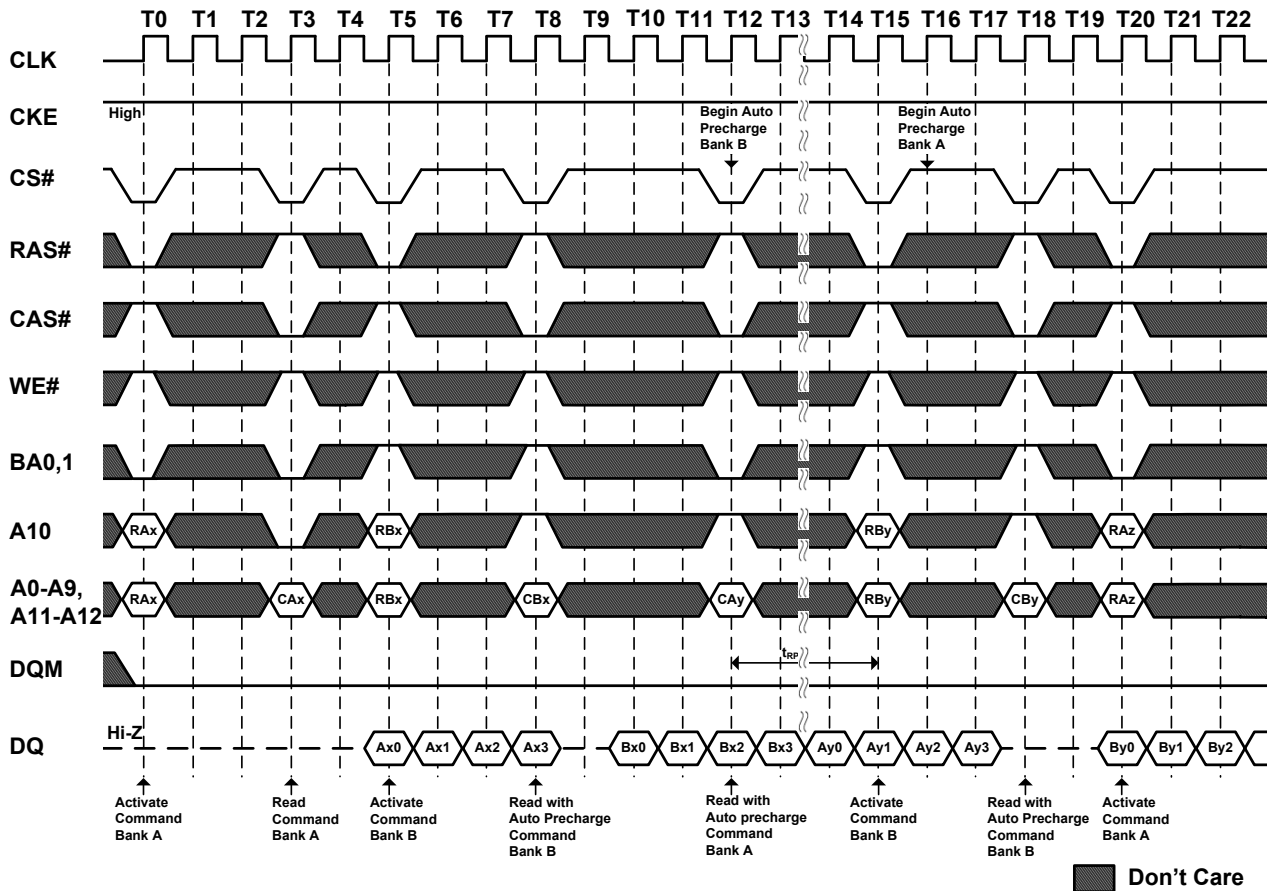 T0 T1 T2 T3 T4 T5 T6 T7 T8 T9 T10 T11 T12 T13 T14 T15 T16 T17 T18 T19 T20 T21 T22
CLK
CKE
High
Begin Auto
Precharge
Bank B
Begin Auto
Precharge
Bank A
CS#
RAS#
CAS#
WE#
BA0,1
A10
RAx RBx RBy RAz
A0-A9,
A11-A12
RAx CAx RBx CBx CAy RBy CBy RAz
DQM
tRP
DQ
Hi-Z
Ax0 Ax1 Ax2 Ax3 Bx0 Bx1 Bx2 Bx3 Ay0 Ay1 Ay2 Ay3 By0 By1 By2
Activate
Command
Bank A
Read
Command
Bank A
Activate
Command
Bank B
Read with
Auto Precharge
Command
Bank B
Read with
Auto precharge
Command
Bank A
Activate
Command
Bank B
Read with
Auto Precharge
Command
Bank B
Activate
Command
Bank A
Don't Care